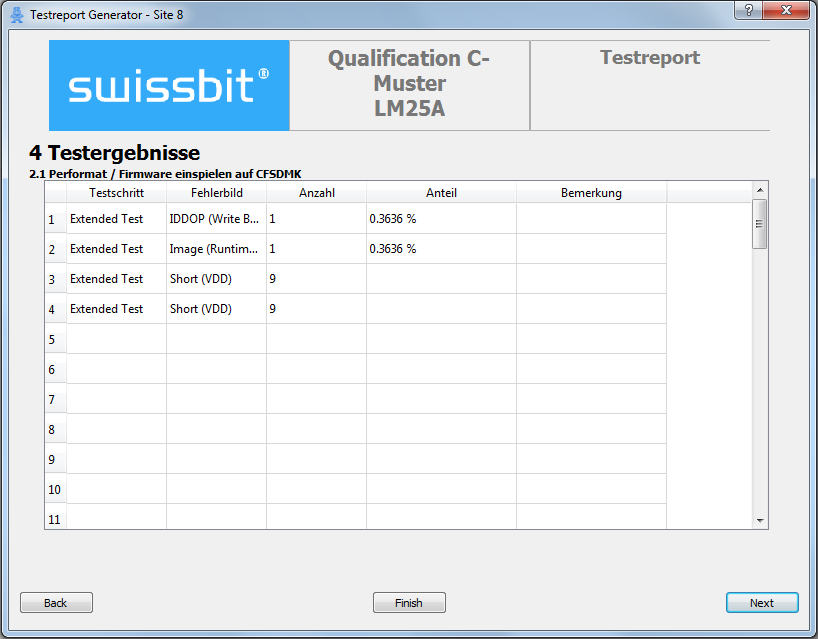 Testreport Generator - Site 8
swissbit®
Qualification C-
Muster
LM25A
Testreport
4 Testergebnisse
2.1 Performat / Firmware einspielen auf CFSDMK
Testschritt Fehlerbild Anzahl Anteil Bemerkung
1 Extended Test IDDOP (Write B... 1 0.3636 %
2 Extended Test Image (Runtim... 1 0.3636 %
3 Extended Test Short (VDD) 9
4 Extended Test Short (VDD) 9
5
6
7
8
9
10
11
Back Finish Next